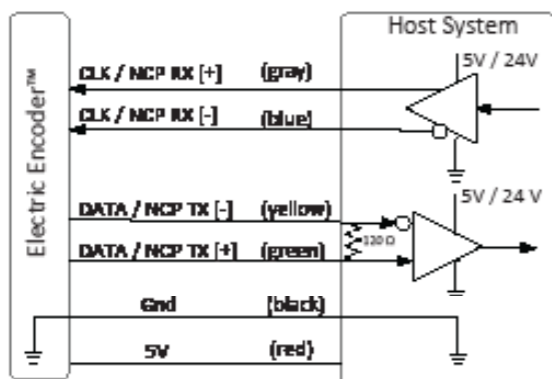 Host System
5V / 24V
CLK / NCP RX [+] (gray)
CLK / NCP RX [-] (blue)
Electric Encoder™
5V / 24 V
DATA / NCP TX [-] (yellow)
120 Ω
DATA / NCP TX [+] (green)
Gnd (black)
5V (red)